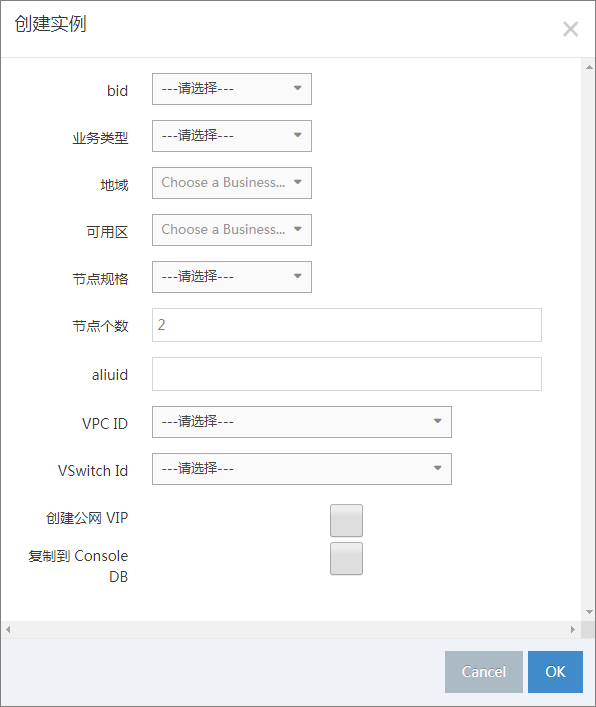 创建实例
bid ---请选择---
业务类型 ---请选择---
地域 Choose a Business...
可用区 Choose a Business...
节点规格 ---请选择---
节点个数 2
aliuid
VPC ID ---请选择---
VSwitch Id ---请选择---
创建公网 VIP
复制到 Console
DB
Cancel OK